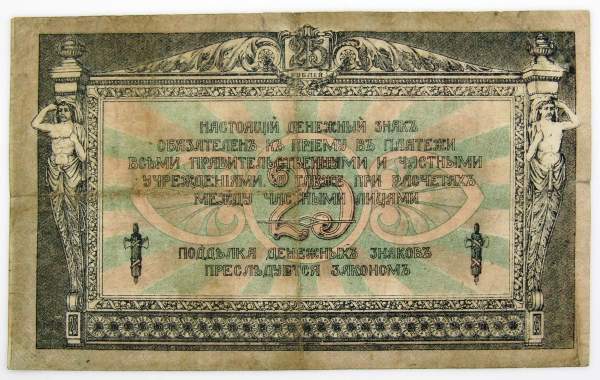 25
РУБЛЕЙ
НАСТОЯЩІЙ ДЕНЕЖНЫЙ ЗНАКЪ
ОБЯЗАТЕЛЕНЪ КЪ ПРІЕМУ ВЪ ПЛАТЕЖИ
ВСѢМИ ПРАВИТЕЛЬСТВЕННЫМИ И ЧАСТНЫМИ
УЧРЕЖДЕНІЯМИ, А ТАКЖЕ ПРИ РАСЧЕТАХЪ
МЕЖДУ ЧАСТНЫМИ ЛИЦАМИ
25
ПОДДѢЛКА ДЕНЕЖНЫХЪ ЗНАКОВЪ
ПРЕСЛѢДУЕТСЯ ЗАКОНОМЪ